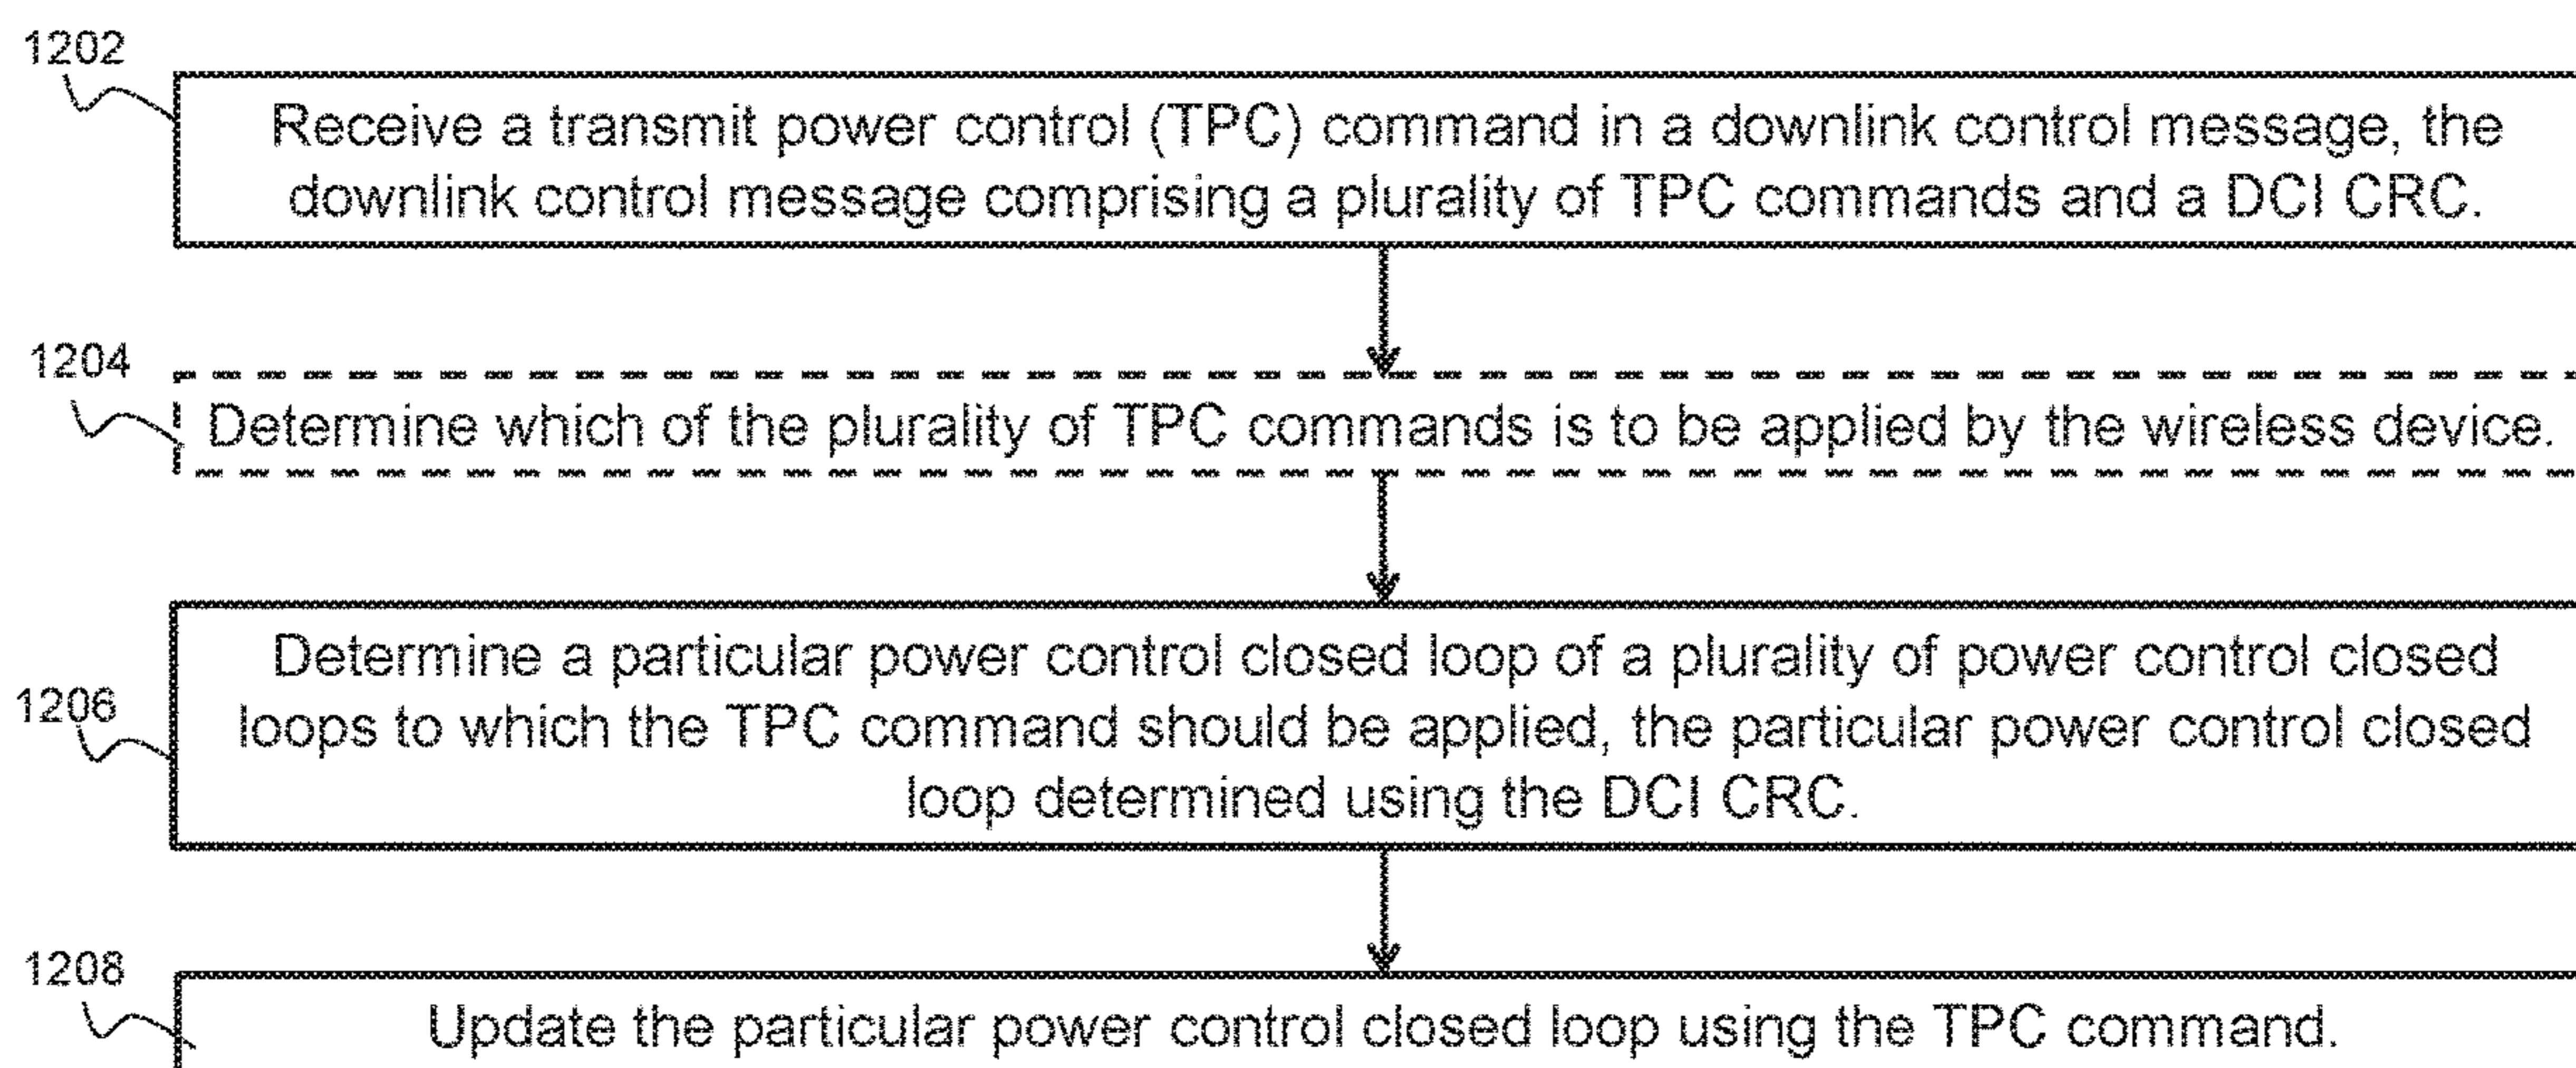 1202
Receive a transmit power control (TPC) command in a downlink control message, the
downlink control message comprising a plurality of TPC commands and a DCI CRC.
1204
Determine which of the plurality of TPC commands is to be applied by the wireless device.
Determine a particular power control closed loop of a plurality of power control closed
1206
loops to which the TPC command should be applied, the particular power control closed
loop determined using the DCI CRC.
1208
Update the particular power control closed loop using the TPC command.